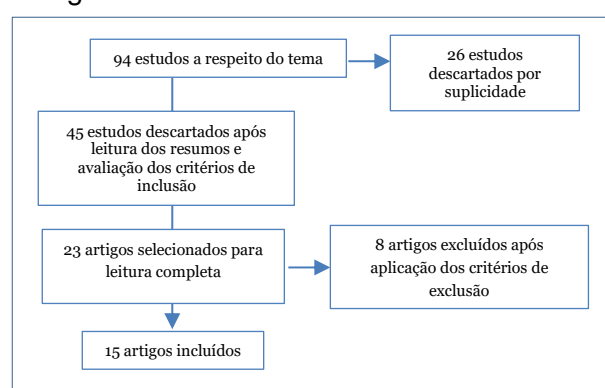 94 estudos a respeito do tema
26 estudos
descartados por
suplicidade
45 estudos descartados após
leitura dos resumos e
avaliação dos critérios de
inclusão
23 artigos selecionados para
leitura completa
8 artigos excluídos após
aplicação dos critérios de
exclusão
15 artigos incluídos